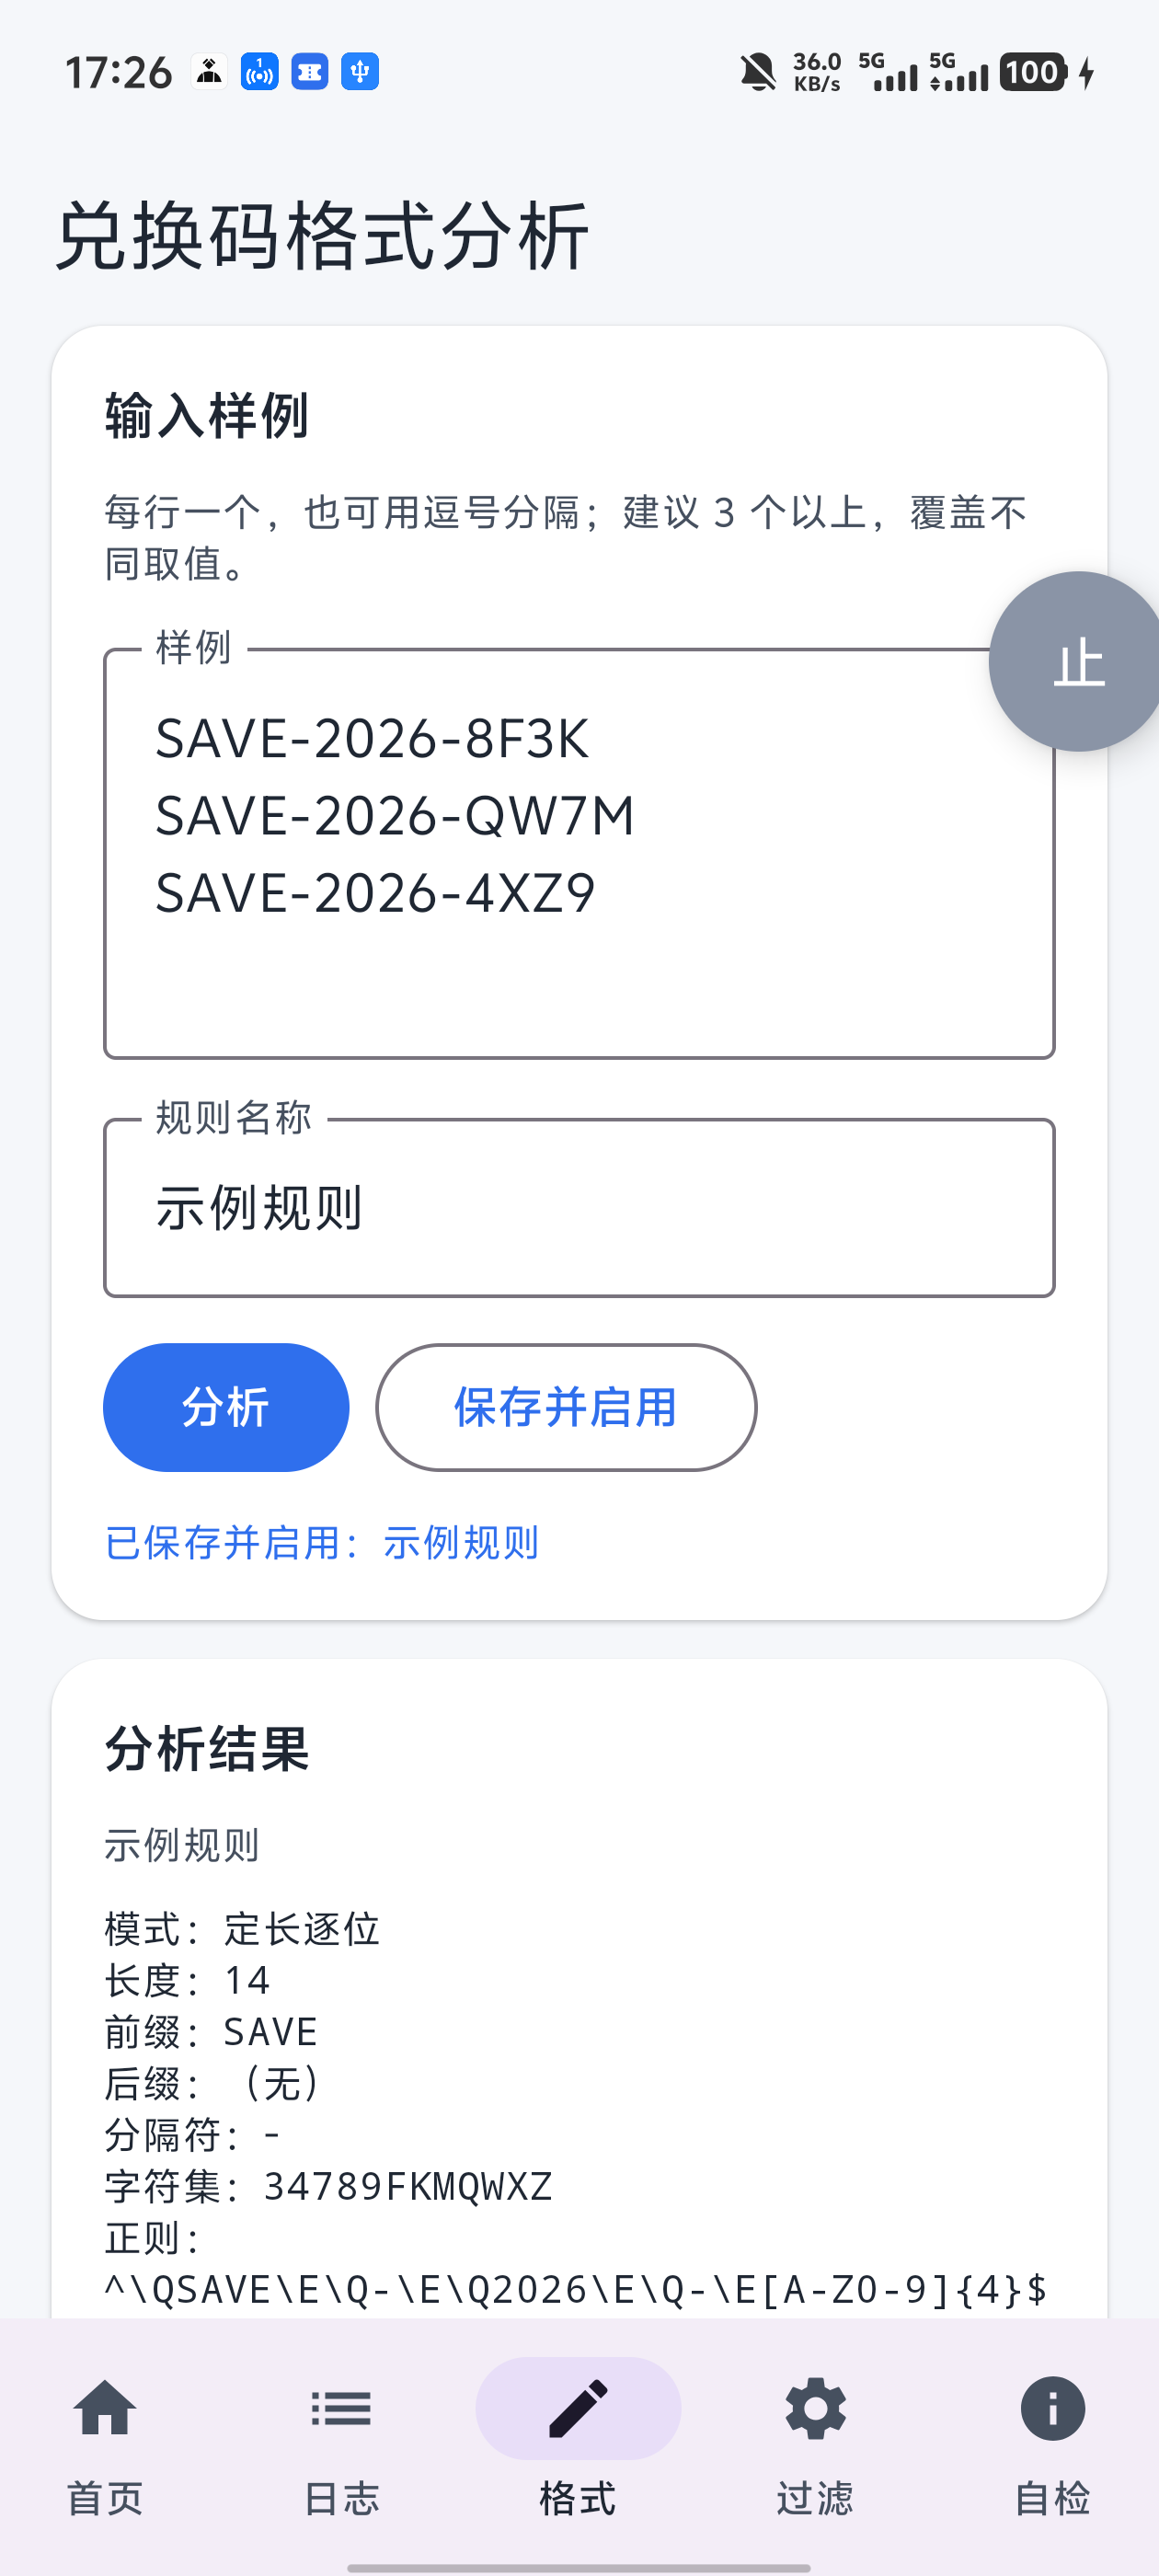 17:26
1
36.0
KB/s
5G
5G
100
兑换码格式分析
输入样例
每行一个，也可用逗号分隔；建议 3 个以上，覆盖不
同取值。
止
样例
SAVE-2026-8F3K
SAVE-2026-QW7M
SAVE-2026-4XZ9
规则名称
示例规则
分析
保存并启用
已保存并启用：示例规则
分析结果
示例规则
模式：定长逐位
长度：14
前缀：SAVE
后缀：（无）
分隔符：-
字符集：34789FKMQWXZ
正则：
^\QSAVE\E\Q-\E\Q2026\E\Q-\E[A-Z0-9]{4}$
首页
日志
格式
过滤
自检